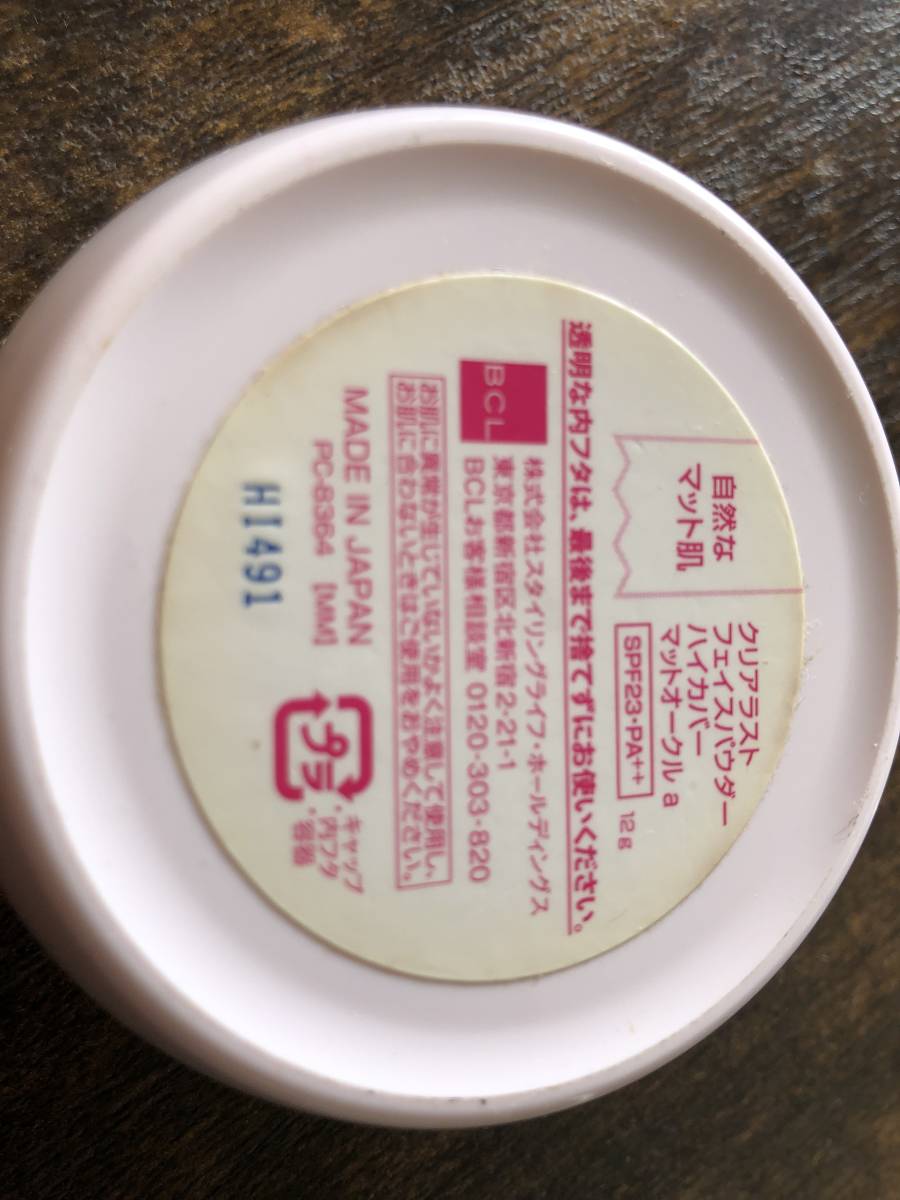 自然な
マット肌
クリアラスト
フェイスパウダー
ハイカバー
マットオークル a
SPF23・PA++
12g
透明な内フタは、最後まで捨てずにお使いください。
BCL
株式会社スタイリングライフ・ホールディングス
東京都新宿区北新宿2-21-1
BCLお客様相談室 0120-303-820
お肌に異常が生じていないかよく注意して使用し、
お肌に合わないときはご使用をおやめください。
MADE IN JAPAN
PC-8364 [MM]
プラ
・キャップ
・内フタ
・容器
HI491